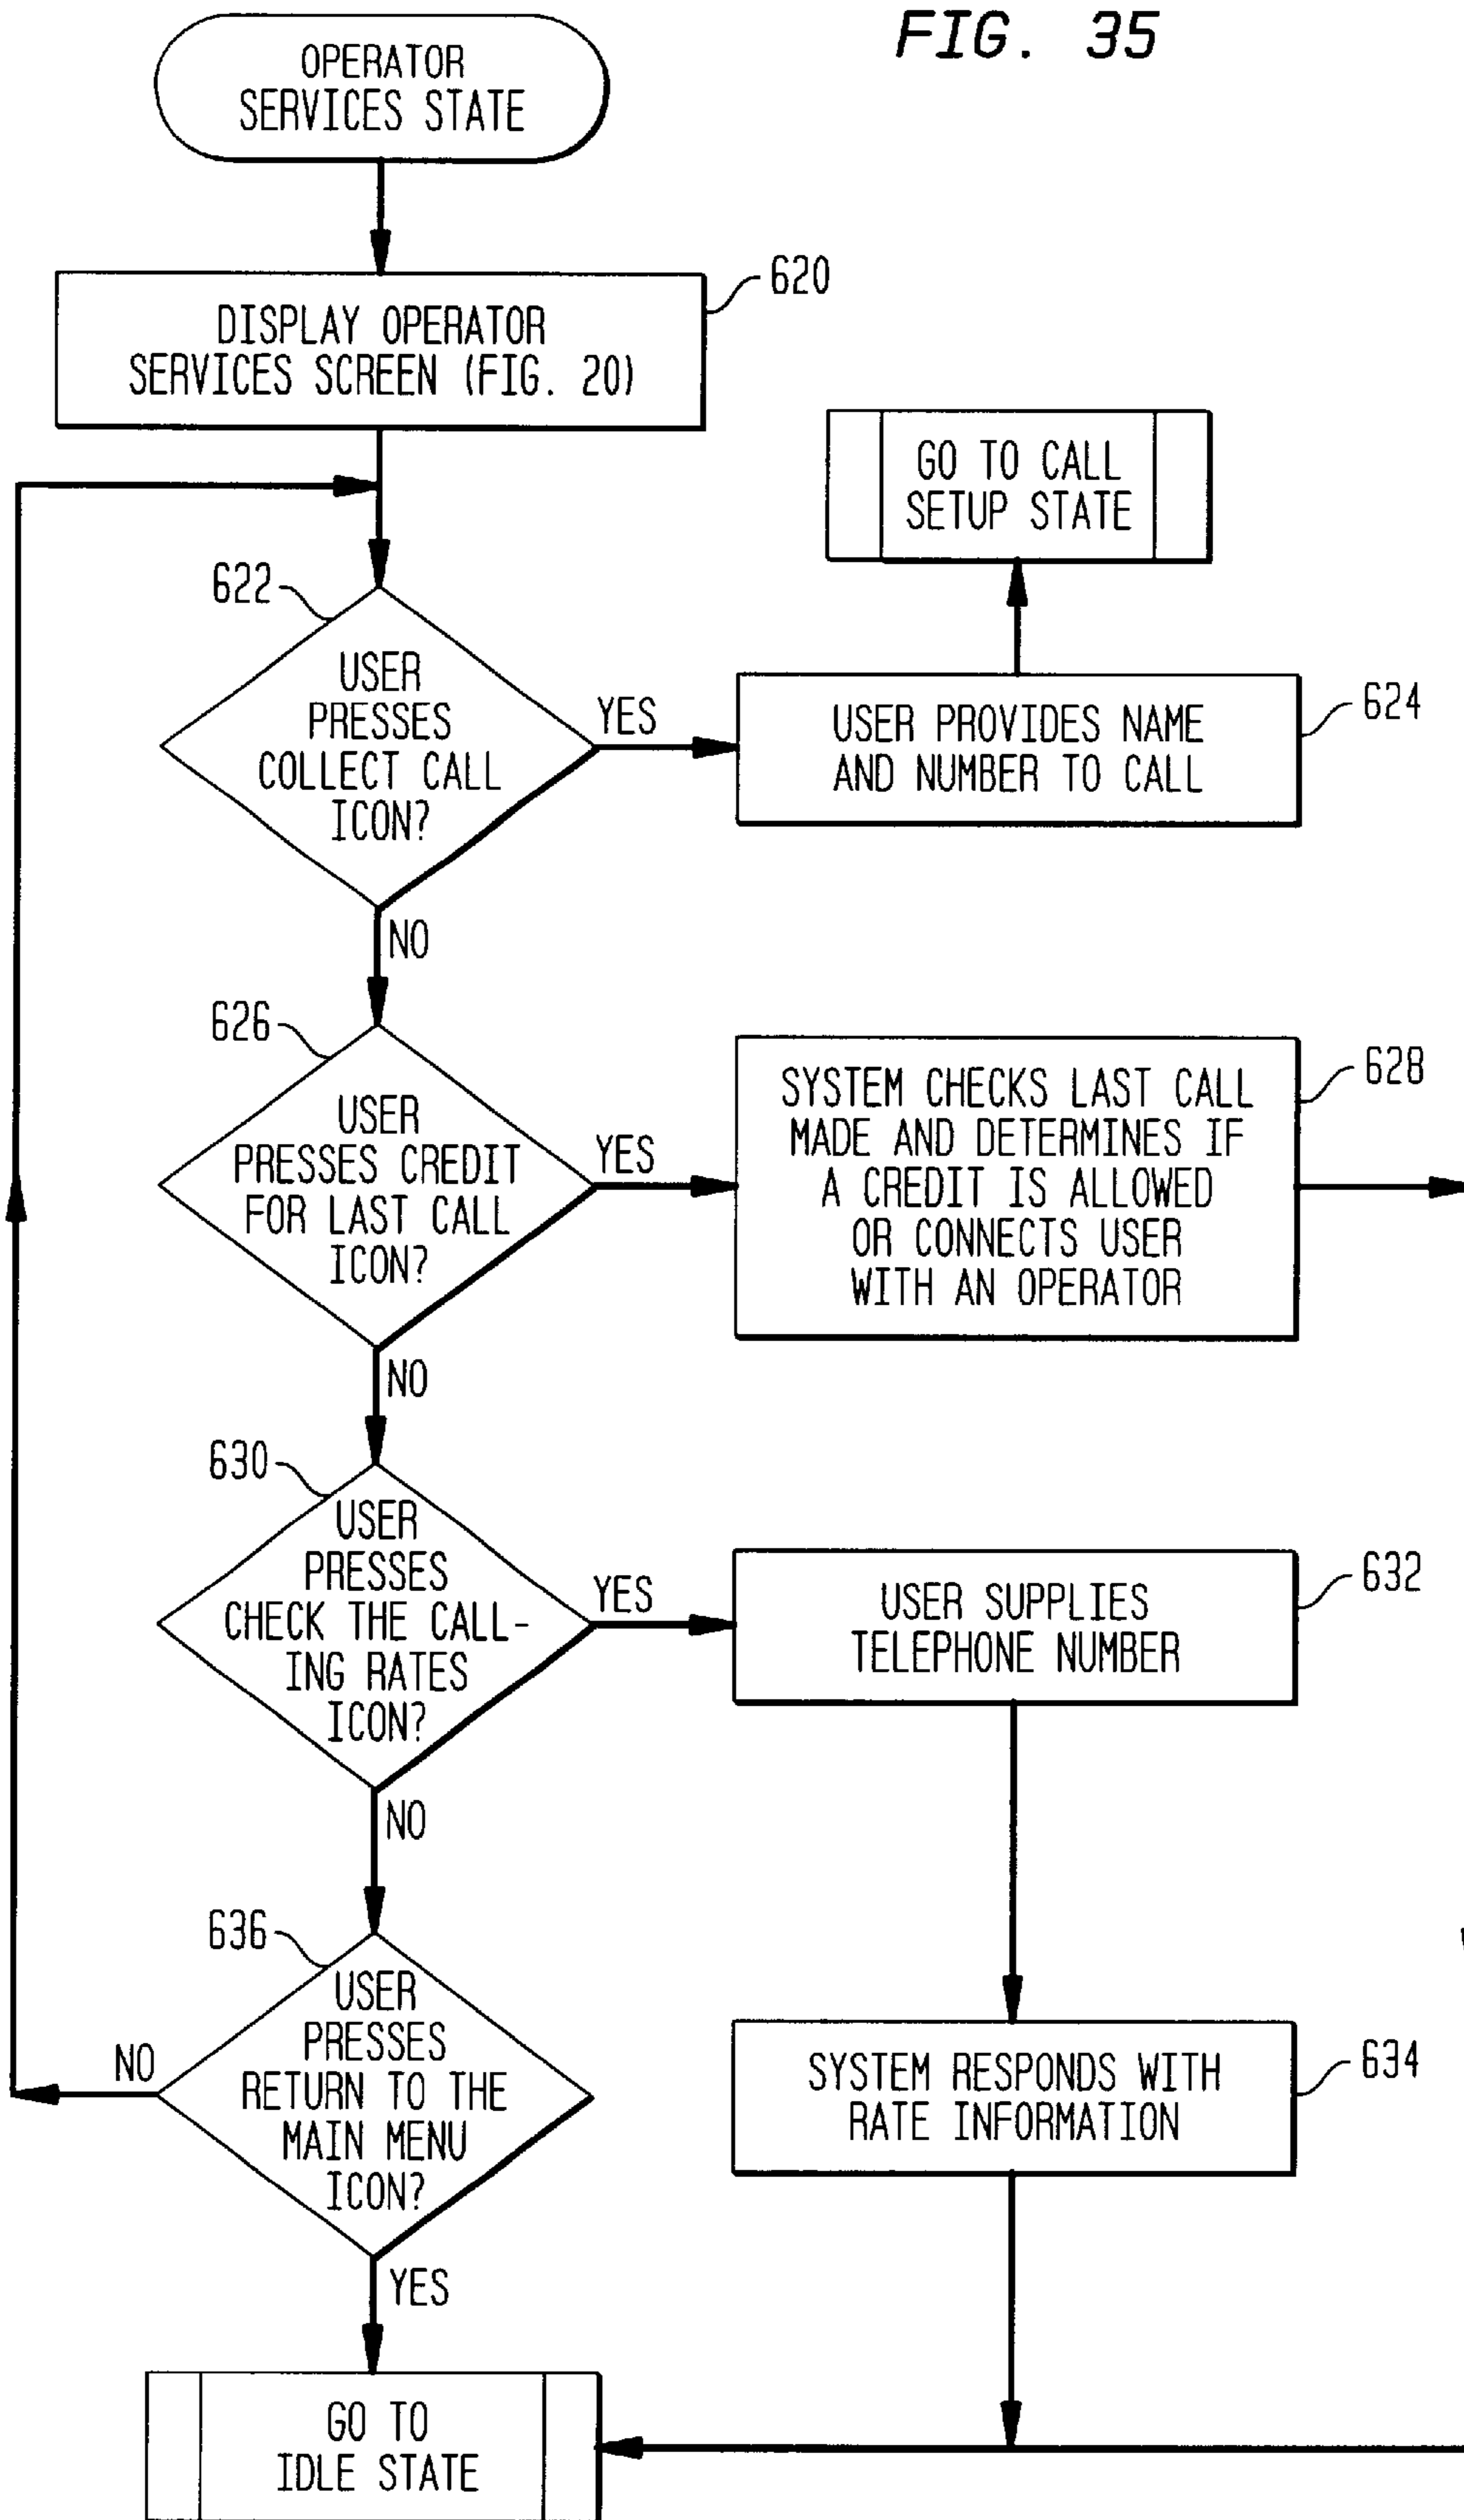 FIG. 35
OPERATOR
SERVICES STATE
620
DISPLAY OPERATOR
SERVICES SCREEN (FIG. 20)
GO TO CALL
SETUP STATE
622
USER
PRESSES
COLLECT CALL
ICON?
YES
624
USER PROVIDES NAME
AND NUMBER TO CALL
NO
626
USER
PRESSES CREDIT
FOR LAST CALL
ICON?
YES
628
SYSTEM CHECKS LAST CALL
MADE AND DETERMINES IF
A CREDIT IS ALLOWED
OR CONNECTS USER
WITH AN OPERATOR
NO
630
USER
PRESSES
CHECK THE CALL-
ING RATES
ICON?
YES
632
USER SUPPLIES
TELEPHONE NUMBER
NO
636
USER
PRESSES
RETURN TO THE
MAIN MENU
ICON?
NO
634
SYSTEM RESPONDS WITH
RATE INFORMATION
YES
GO TO
IDLE STATE